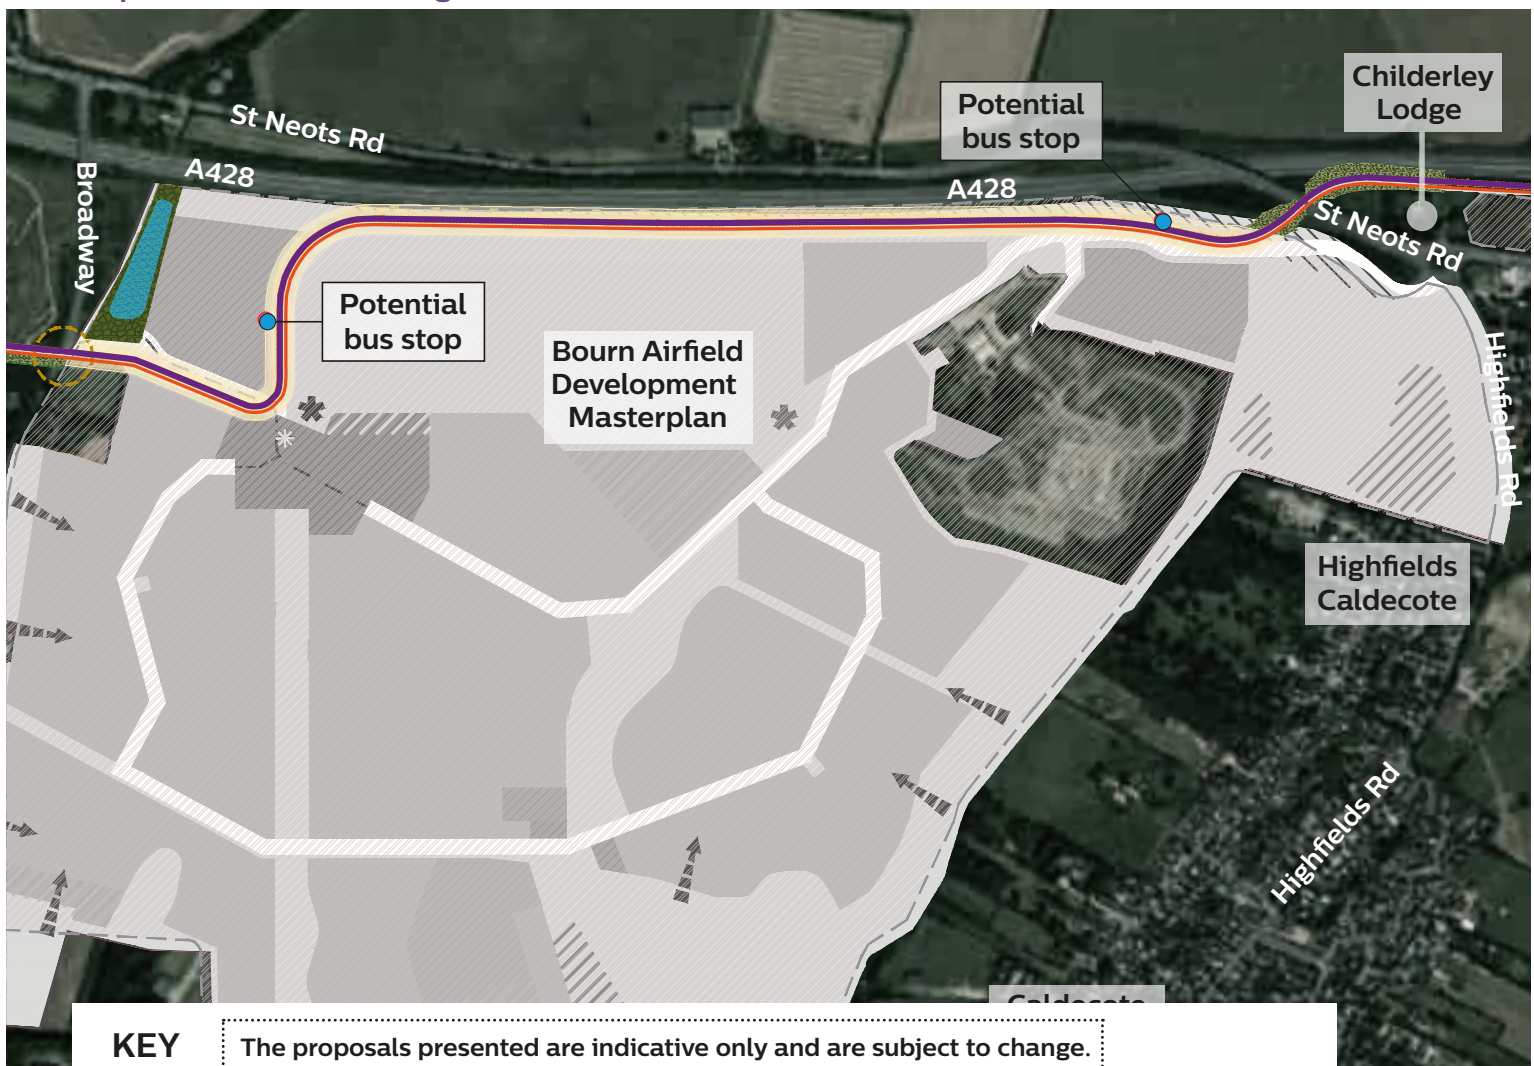 St Neots Rd
A428
Broadway
Potential
bus stop
A428
Childerley
Lodge
St Neots Rd
Potential
bus stop
Bourn Airfield
Development
Masterplan
Highfields Rd
Highfields
Caldecote
Highfields Rd
Caldecote
KEY
The proposals presented are indicative only and are subject to change.